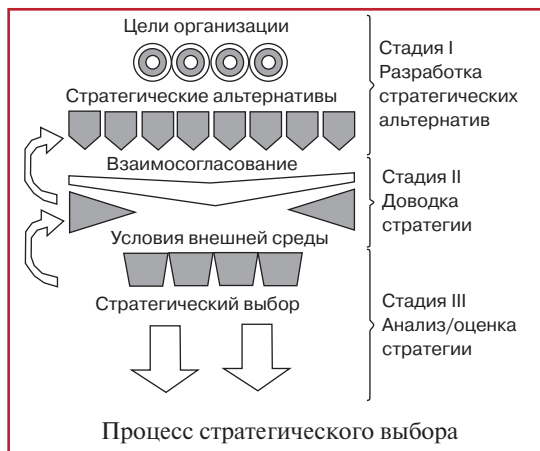 Цели организации
Стратегические альтернативы
Стадия I
Разработка
стратегических
альтернатив
Взаимосогласование
Стадия II
Доводка
стратегии
Условия внешней среды
Стратегический выбор
Стадия III
Анализ/оценка
стратегии
Процесс стратегического выбора